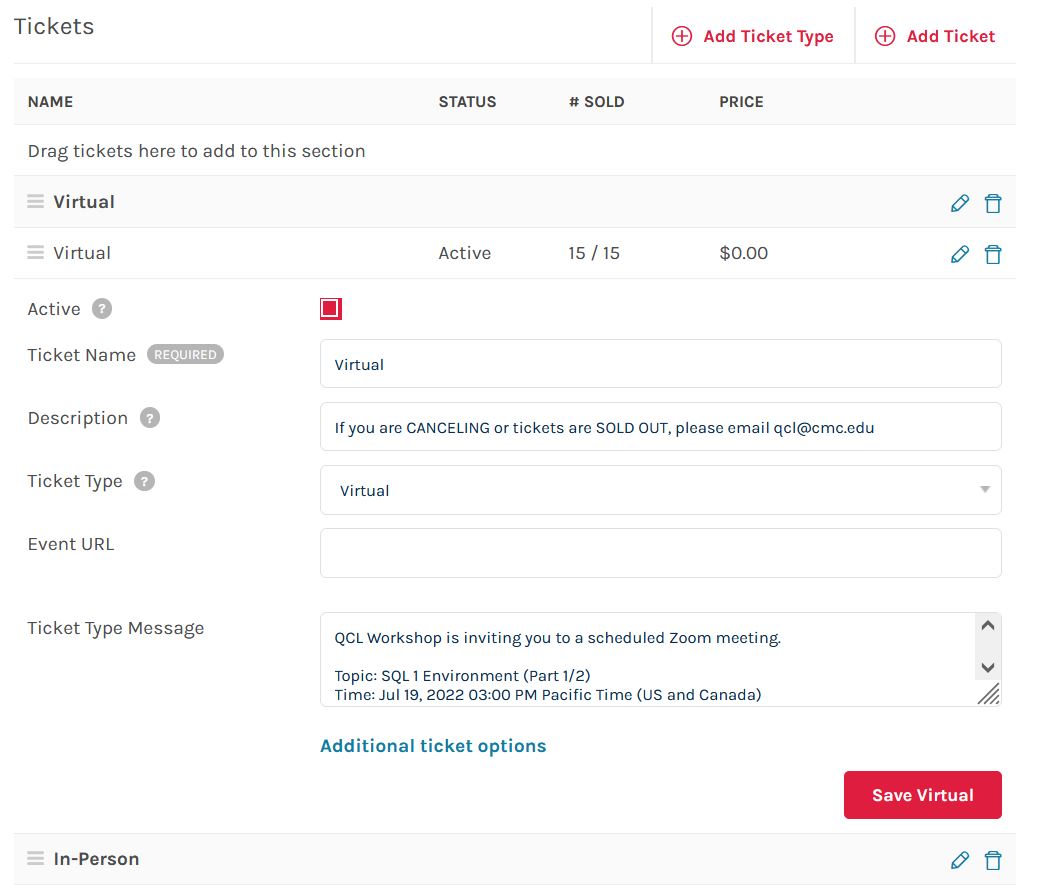 Tickets
Add Ticket Type
Add Ticket
NAME STATUS # SOLD PRICE
Drag tickets here to add to this section
Virtual
Virtual Active 15 / 15 $0.00
Active ?
Ticket Name REQUIRED
Virtual
Description ?
If you are CANCELING or tickets are SOLD OUT, please email qcl@cmc.edu
Ticket Type ?
Virtual
Event URL
Ticket Type Message
QCL Workshop is inviting you to a scheduled Zoom meeting.
Topic: SQL 1 Environment (Part 1/2)
Time: Jul 19, 2022 03:00 PM Pacific Time (US and Canada)
Additional ticket options
Save Virtual
In-Person